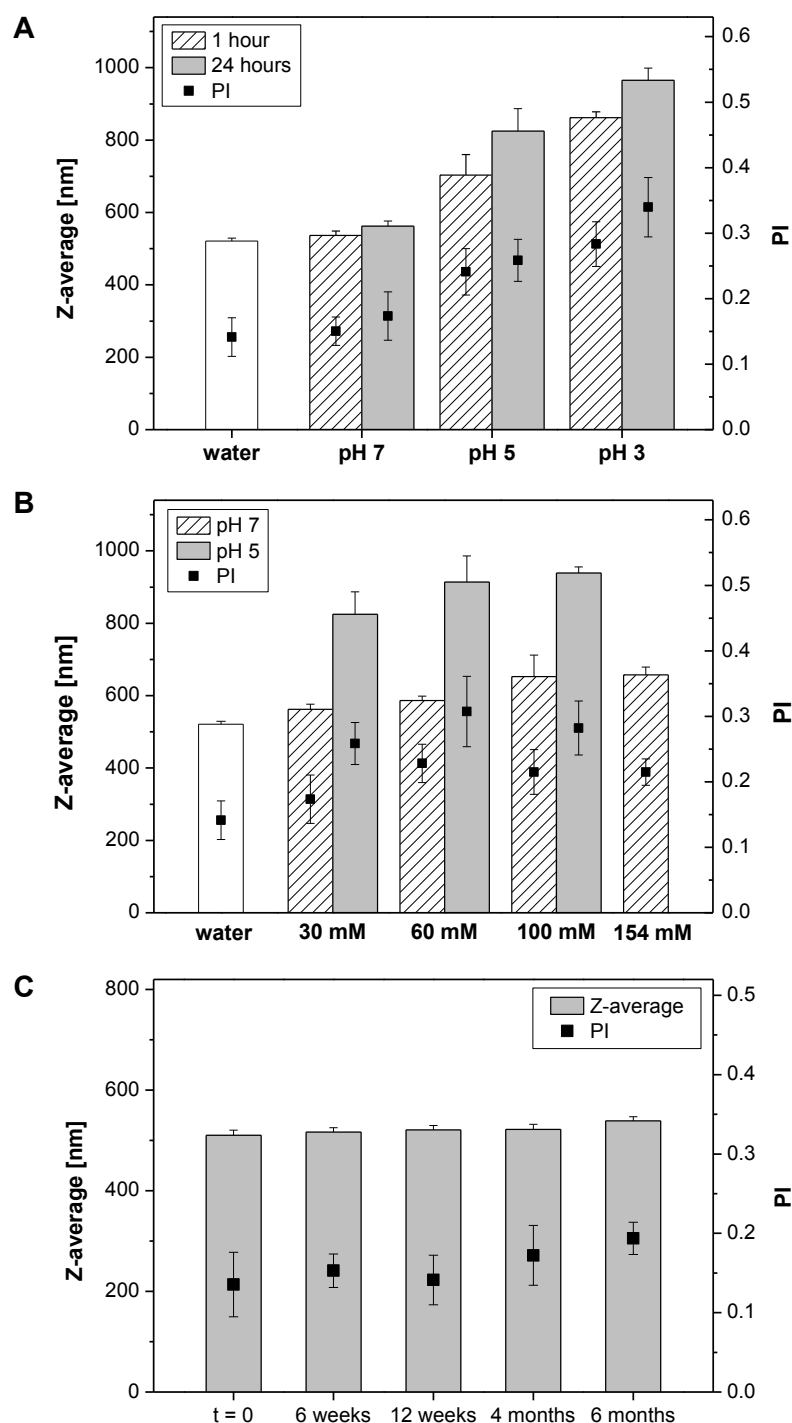 A
1 hour
24 hours
PI
Z-average [nm]
1000
800
600
400
200
0
0.6
0.5
0.4
0.3
0.2
0.1
0.0
PI
water pH 7 pH 5 pH 3
B
pH 7
pH 5
PI
Z-average [nm]
1000
800
600
400
200
0
0.6
0.5
0.4
0.3
0.2
0.1
0.0
PI
water 30 mM 60 mM 100 mM 154 mM
C
Z-average
PI
Z-average [nm]
800
600
400
200
0
0.5
0.4
0.3
0.2
0.1
0.0
PI
t = 0 6 weeks 12 weeks 4 months 6 months